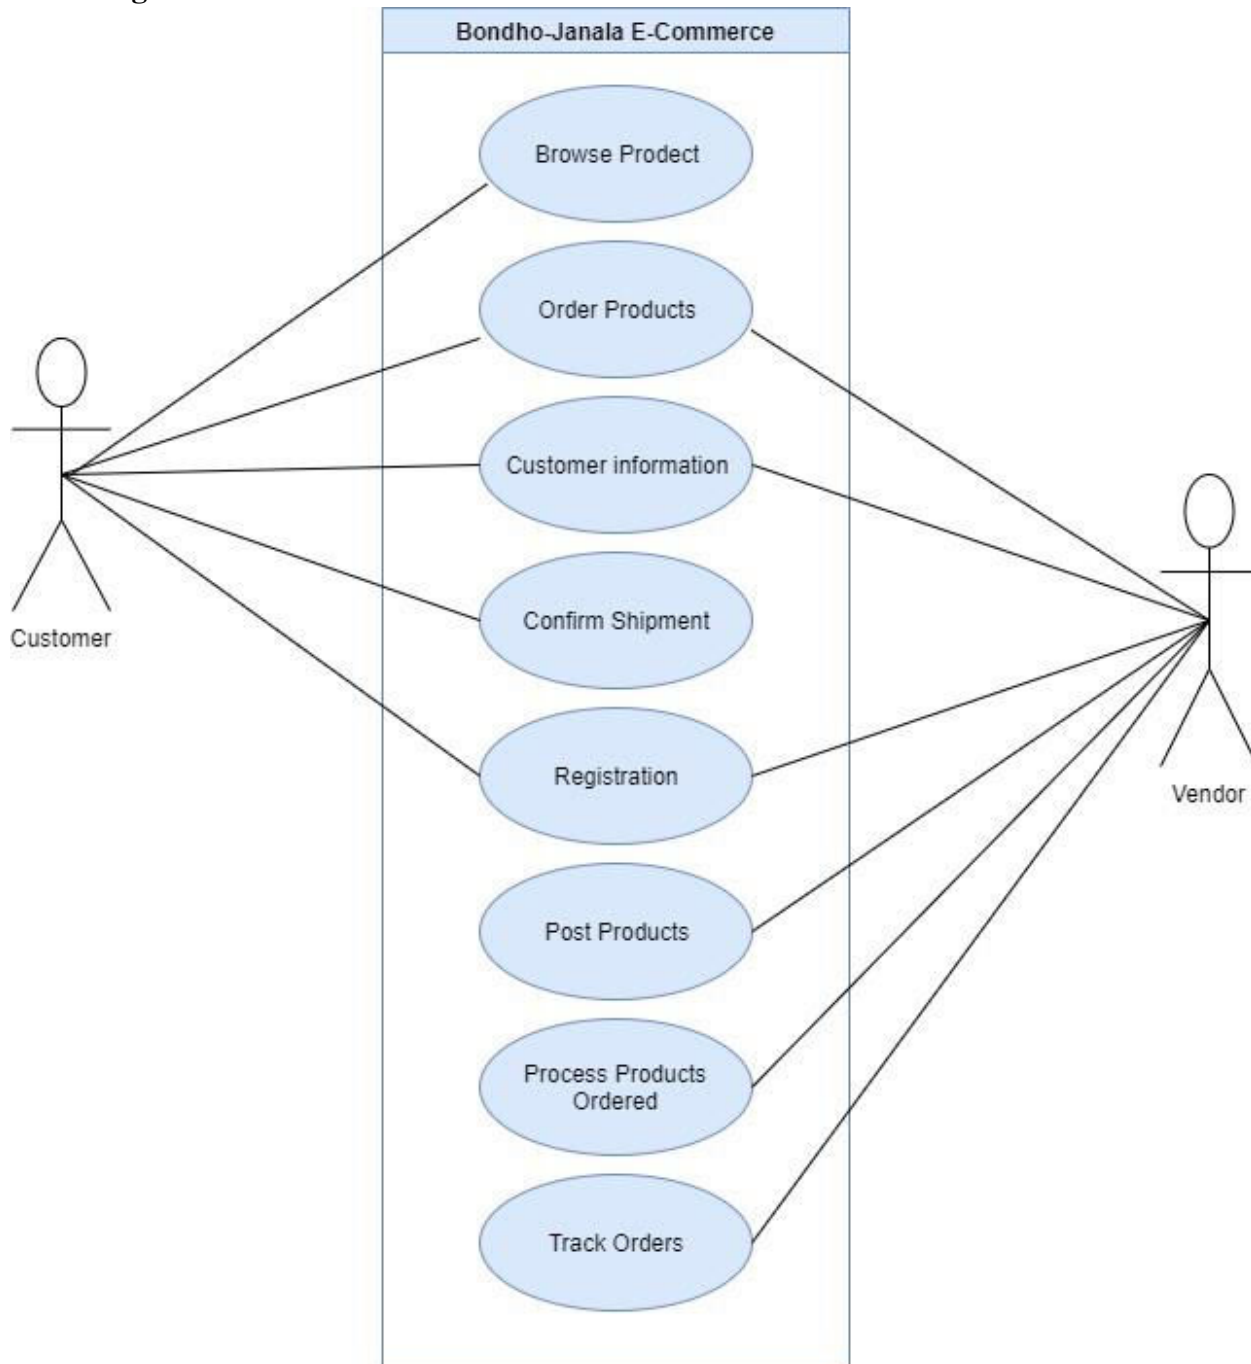 Bondho-Janala E-Commerce
Browse Prodect
Order Products
Customer information
Confirm Shipment
Customer
Registration
Vendor
Post Products
Process Products
Ordered
Track Orders